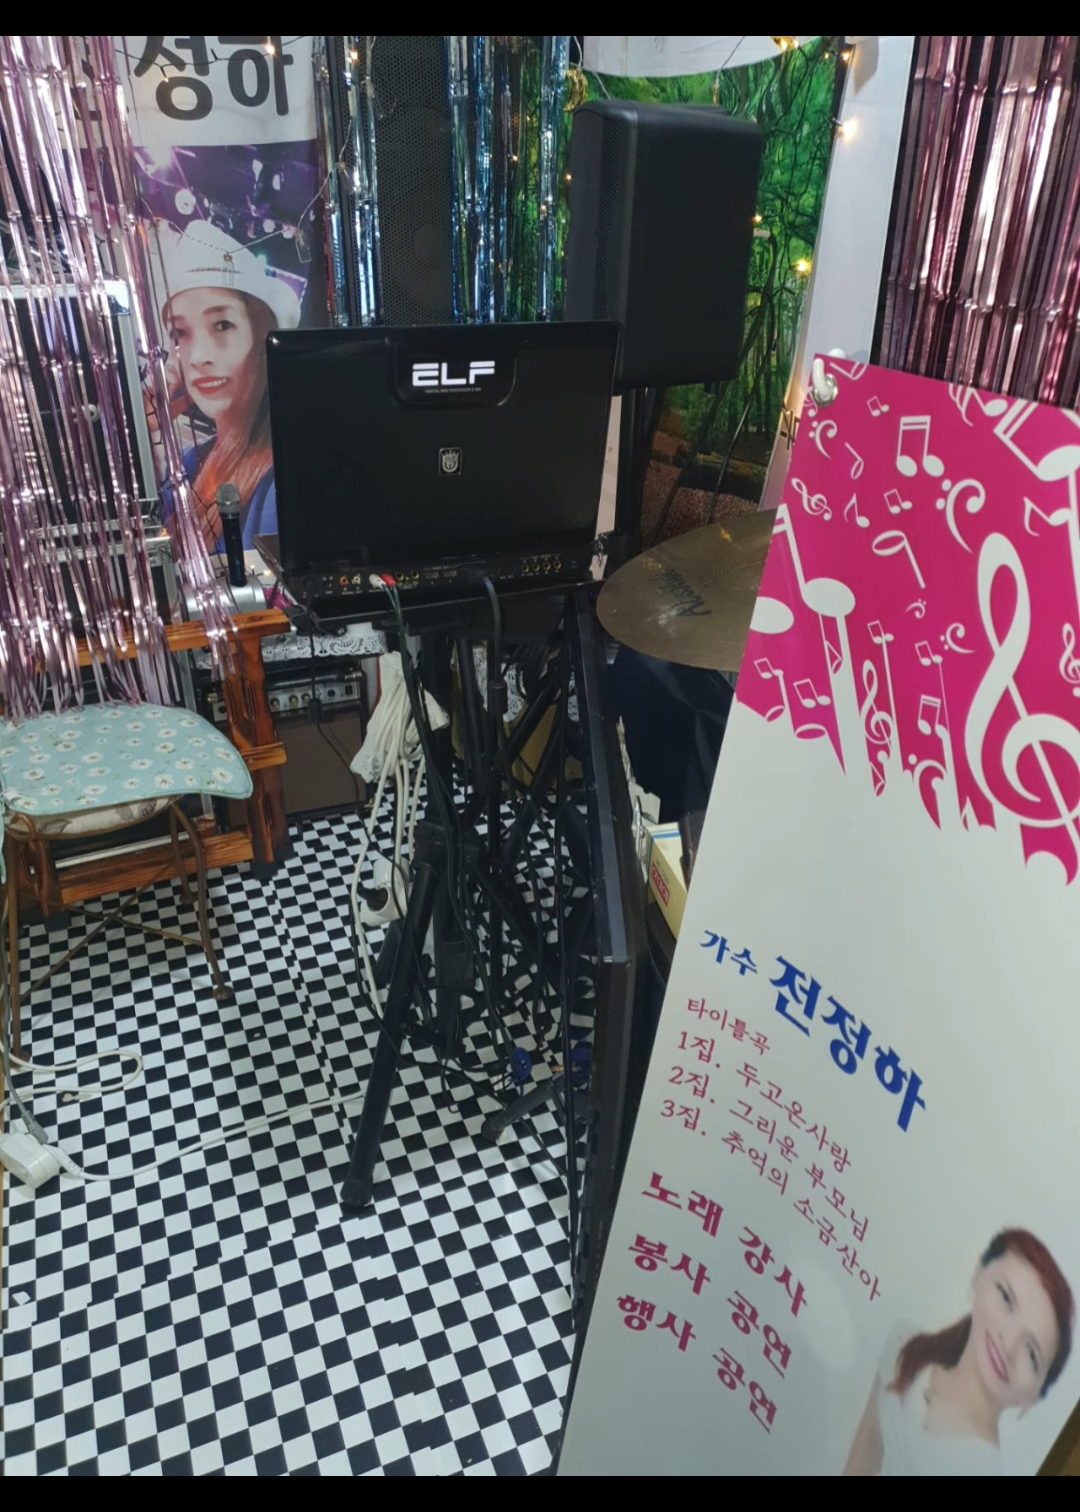 정하
ELF
가수 전정하
타이틀곡
1집. 두고온사랑
2집. 그리운 부모님
3집. 추억의 소금산아
노래 강사
봉사 공연
행사 공연